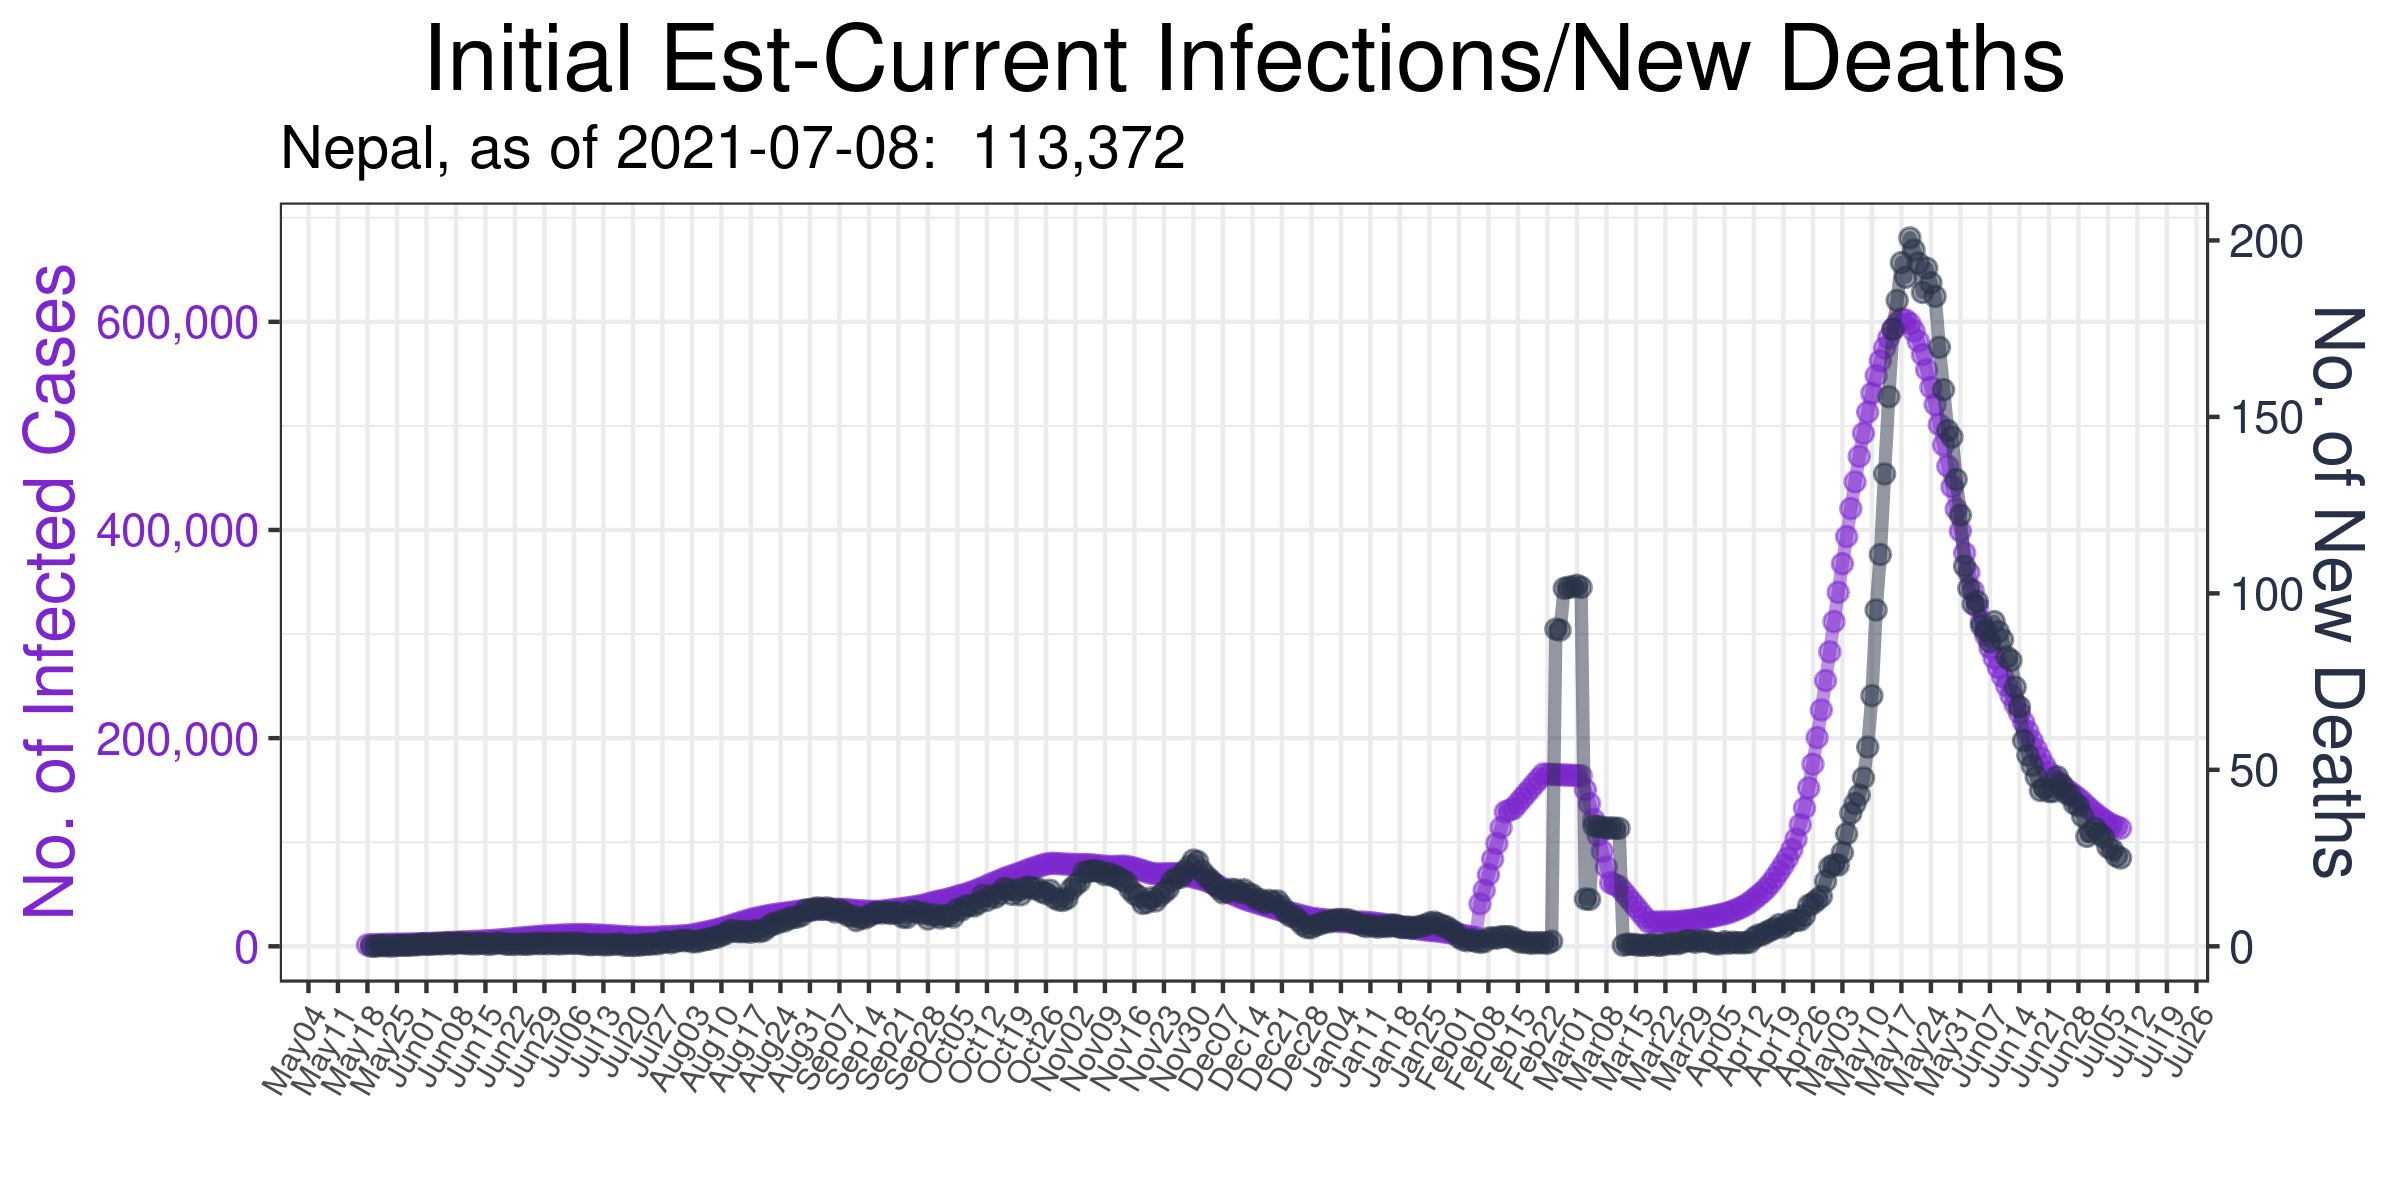 Initial Est-Current Infections/New Deaths
Nepal, as of 2021-07-08:  113,372
No. of Infected Cases
600,000
400,000
200,000
0
200
150
100
50
0
No. of New Deaths
May04
May11
May18
May25
Jun01
Jun08
Jun15
Jun22
Jun29
Jul06
Jul13
Jul20
Jul27
Aug03
Aug10
Aug17
Aug24
Aug31
Sep07
Sep14
Sep21
Sep28
Oct05
Oct12
Oct19
Oct26
Nov02
Nov09
Nov16
Nov23
Nov30
Dec07
Dec14
Dec21
Dec28
Jan04
Jan11
Jan18
Jan25
Feb01
Feb08
Feb15
Feb22
Mar01
Mar08
Mar15
Mar22
Mar29
Apr05
Apr12
Apr19
Apr26
May03
May10
May17
May24
May31
Jun07
Jun14
Jun21
Jun28
Jul05
Jul12
Jul19
Jul26